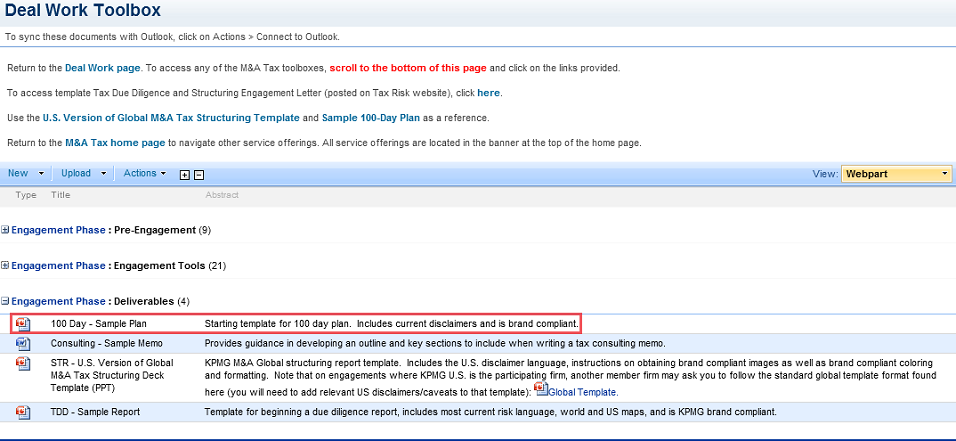 Deal Work Toolbox
To sync these documents with Outlook, click on Actions > Connect to Outlook.
Return to the Deal Work page. To access any of the M&A Tax toolboxes, scroll to the bottom of this page and click on the links provided.
To access template Tax Due Diligence and Structuring Engagement Letter (posted on Tax Risk website), click here.
Use the U.S. Version of Global M&A Tax Structuring Template and Sample 100-Day Plan as a reference.
Return to the M&A Tax home page to navigate other service offerings. All service offerings are located in the banner at the top of the home page.
New Upload Actions View: Webpart
Type Title Abstract
Engagement Phase : Pre-Engagement (9)
Engagement Phase : Engagement Tools (21)
Engagement Phase : Deliverables (4)
100 Day - Sample Plan Starting template for 100 day plan. Includes current disclaimers and is brand compliant.
Consulting - Sample Memo Provides guidance in developing an outline and key sections to include when writing a tax consulting memo.
STR - U.S. Version of Global KPMG M&A Global structuring report template. Includes the U.S. disclaimer language, instructions on obtaining brand compliant images as well as brand compliant coloring
M&A Tax Structuring Deck and formatting. Note that on engagements where KPMG U.S. is the participating firm, another member firm may ask you to follow the standard global template format found
Template (PPT) here (you will need to add relevant US disclaimers/caveats to that template): Global Template.
TDD - Sample Report Template for beginning a due diligence report, includes most current risk language, world and US maps, and is KPMG brand compliant.